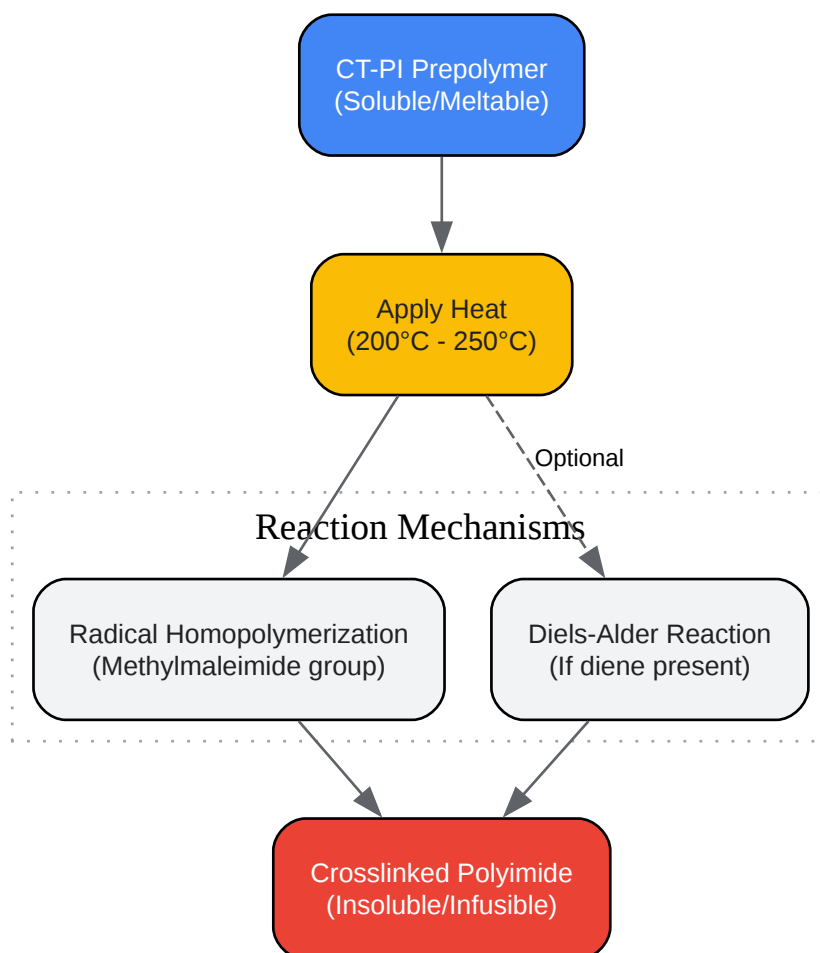 CT-PI Prepolymer
(Soluble/Meltable)
Apply Heat
(200°C - 250°C)
Optional
Reaction Mechanisms
Radical Homopolymerization
(Methylmaleimide group)
Diels-Alder Reaction
(If diene present)
Crosslinked Polyimide
(Insoluble/Infusible)